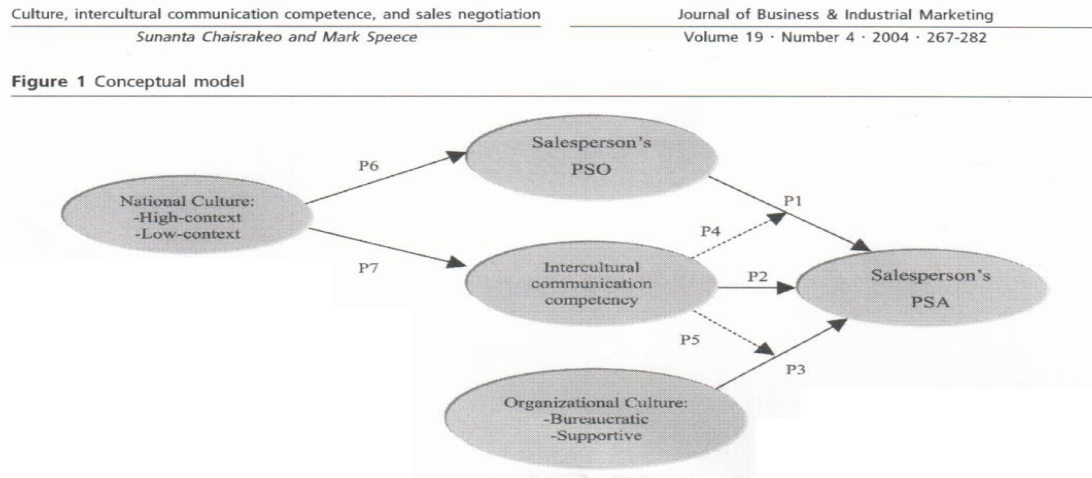 Culture, intercultural communication competence, and sales negotiation
Sunanta Chaisrakeo and Mark Speece
Journal of Business & Industrial Marketing
Volume 19 · Number 4 · 2004 · 267-282
Figure 1 Conceptual model
Salesperson's
PSO
P6
P1
National Culture:
-High-context
-Low-context
P4
P7
Intercultural
communication
competency
P2
Salesperson's
PSA
P5
P3
Organizational Culture:
-Bureaucratic
-Supportive